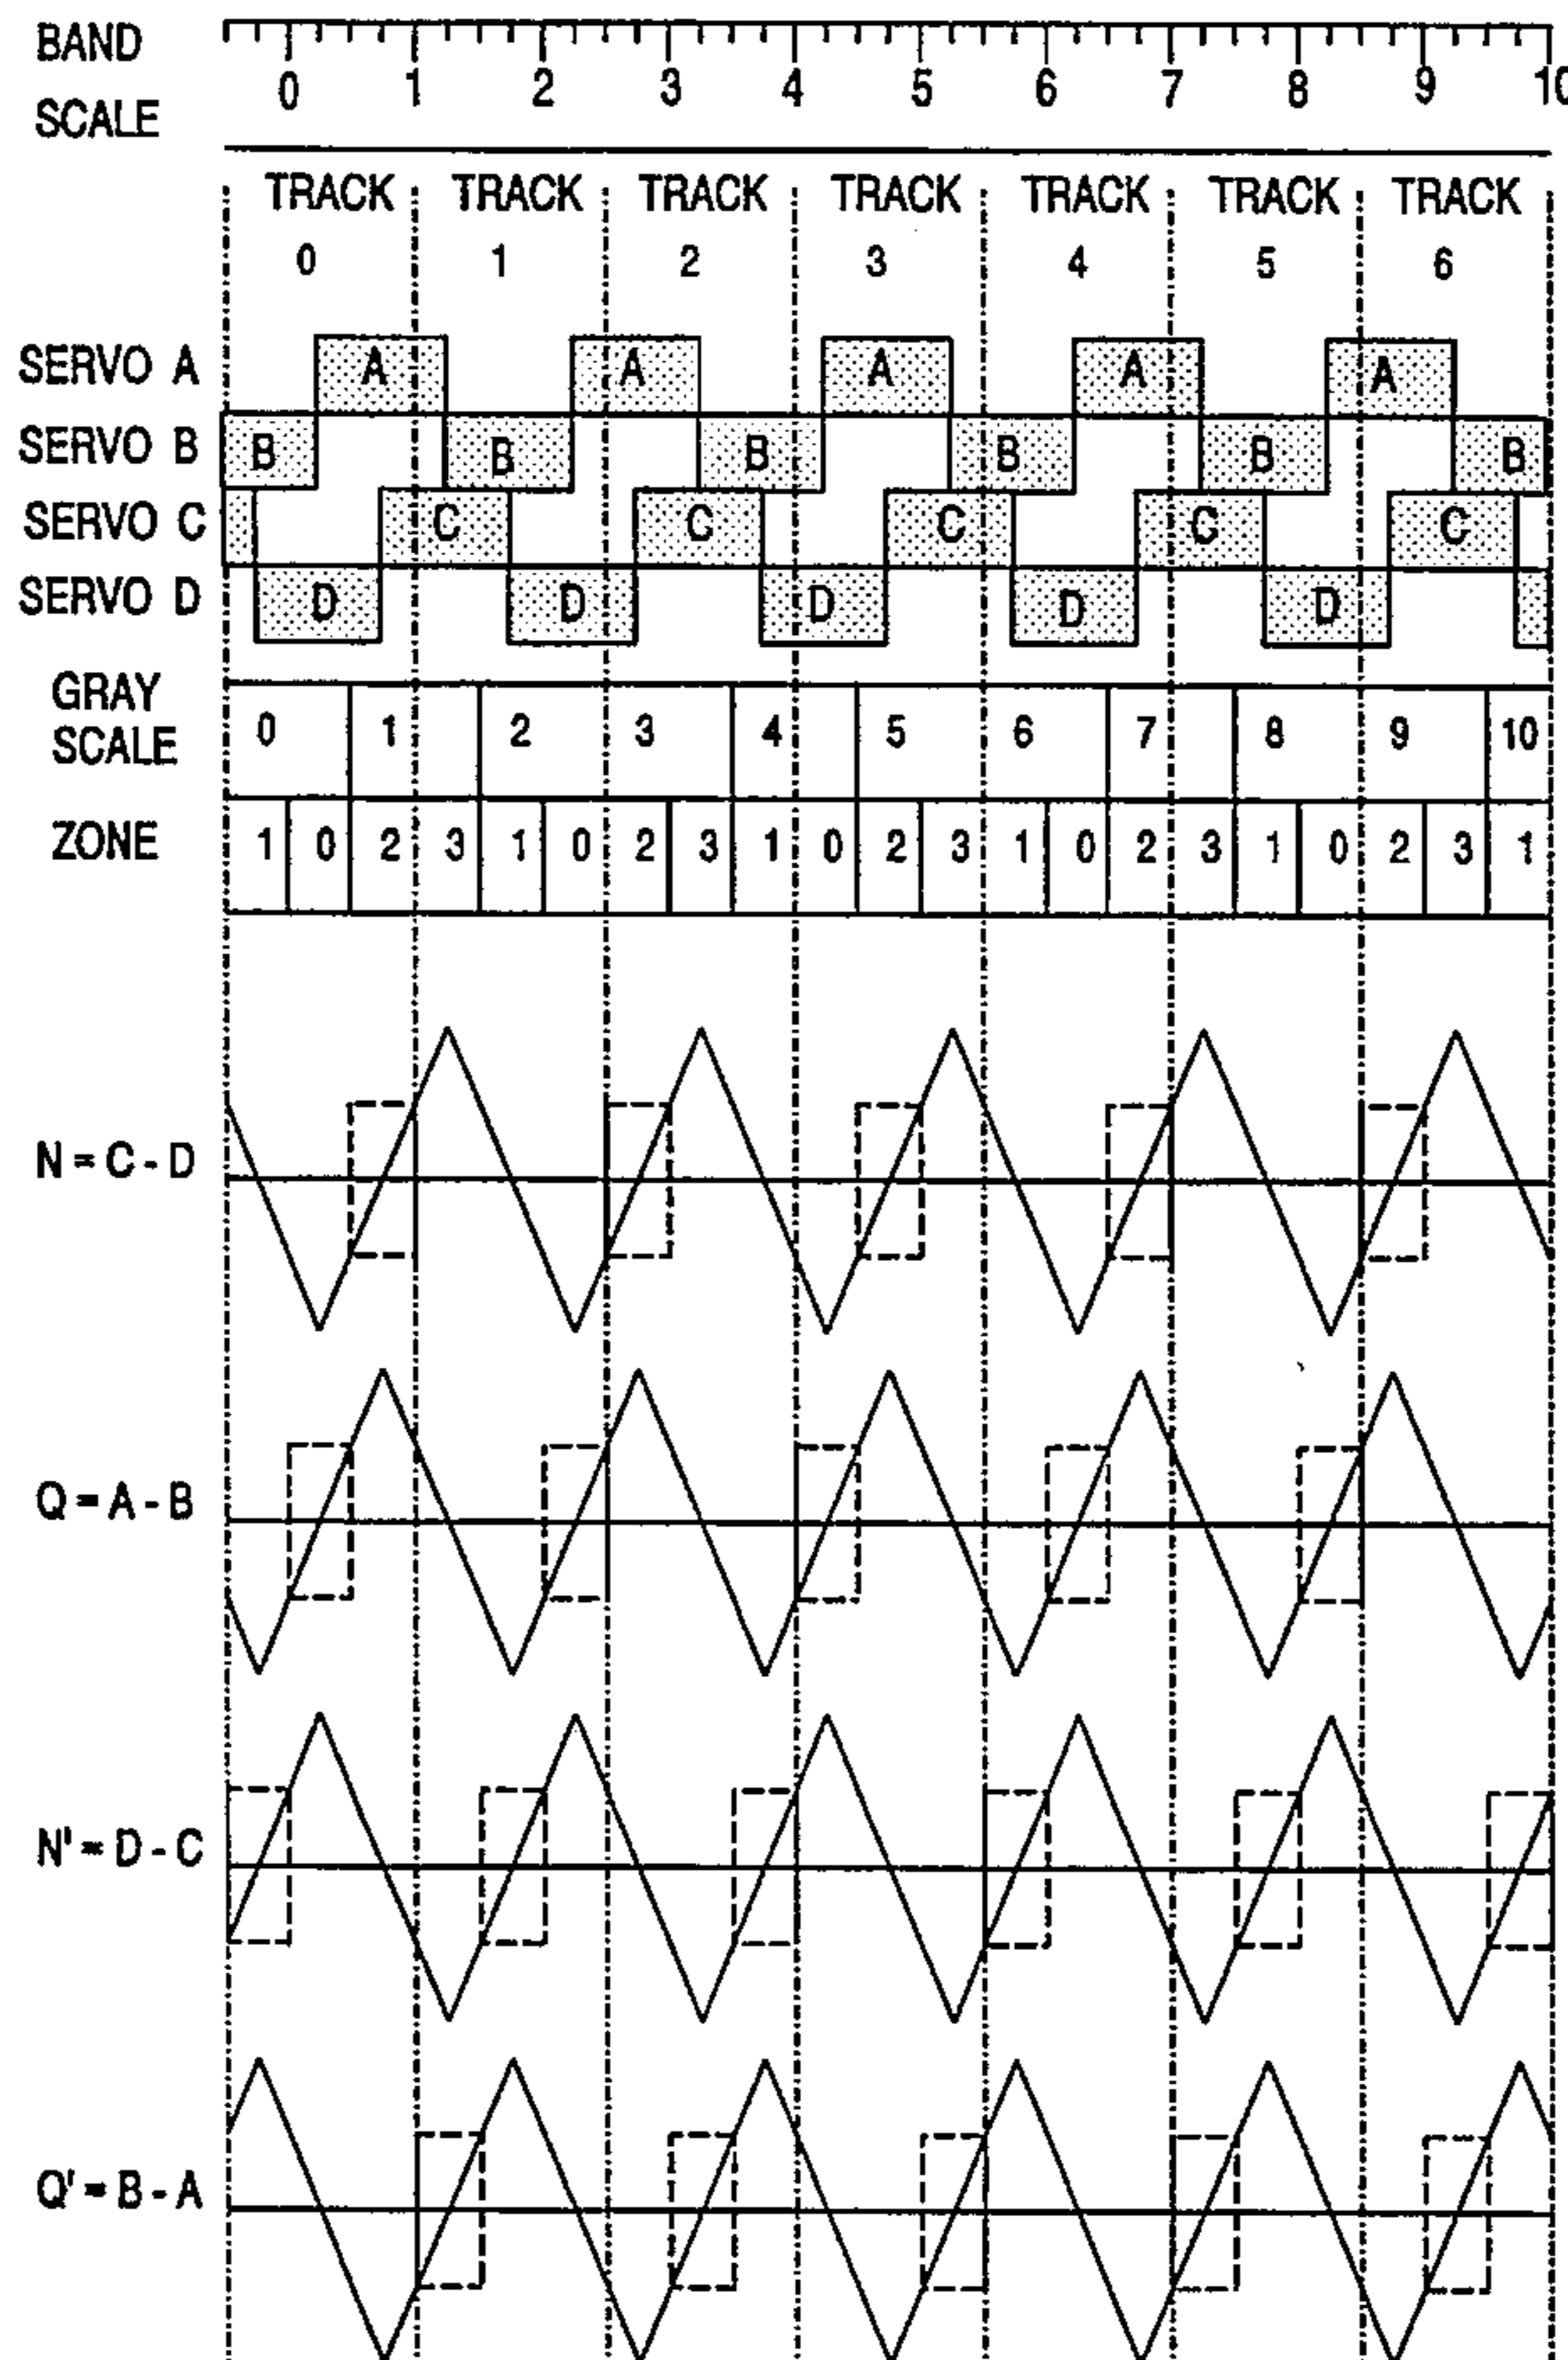 BAND
SCALE
0 1 2 3 4 5 6 7 8 9 10
TRACK TRACK TRACK TRACK TRACK TRACK TRACK
0 1 2 3 4 5 6
SERVO A A A A A A
SERVO B B B B B B B
SERVO C C C C G C
SERVO D D D D D D
GRAY
SCALE
0 1 2 3 4 5 6 7 8 9 10
ZONE 1 0 2 3 1 0 2 3 1 0 2 3 1 0 2 3 1 0 2 3 1
N = C - D
Q = A - B
N' = D - C
Q' = B - A